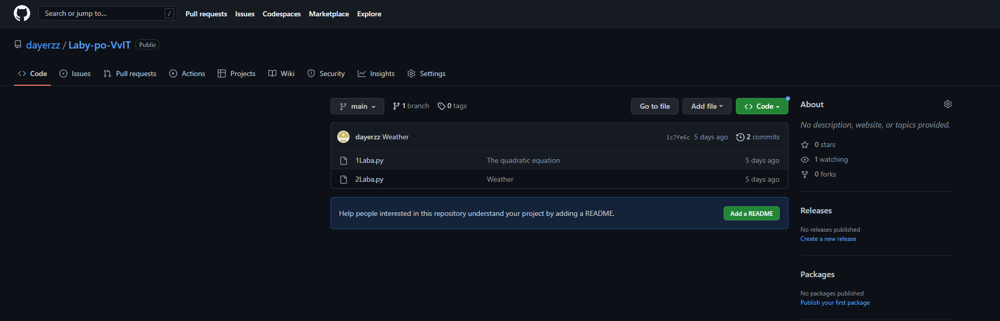 Search or jump to... / Pull requests Issues Codespaces Marketplace Explore
dayerzz / Laby-po-VvIT Public
Code Issues Pull requests Actions Projects Wiki Security Insights Settings
main 1 branch 0 tags Go to file Add file Code
dayerzz Weather 1c7fe6c 5 days ago 2 commits
1Laba.py The quadratic equation 5 days ago
2Laba.py Weather 5 days ago
Help people interested in this repository understand your project by adding a README. Add a README
About
No description, website, or topics provided.
0 stars
1 watching
0 forks
Releases
No releases published
Create a new release
Packages
No packages published
Publish your first package